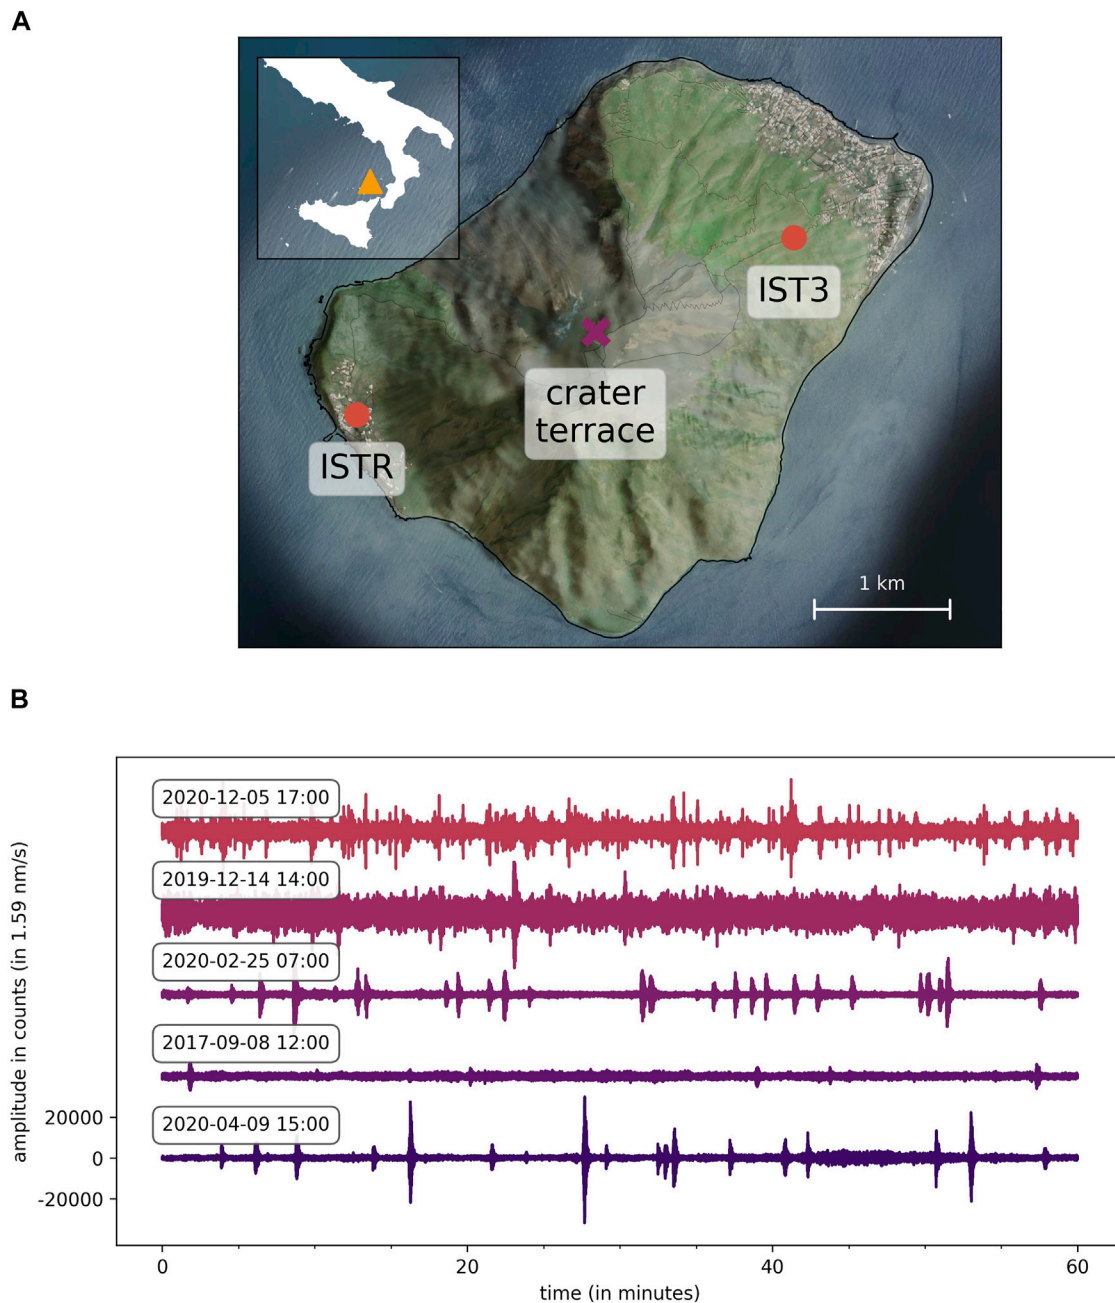 A
IST3
crater
terrace
ISTR
1 km
B
2020-12-05 17:00
2019-12-14 14:00
2020-02-25 07:00
2017-09-08 12:00
2020-04-09 15:00
amplitude in counts (in 1.59 nm/s)
20000
0
-20000
0
20
40
60
time (in minutes)